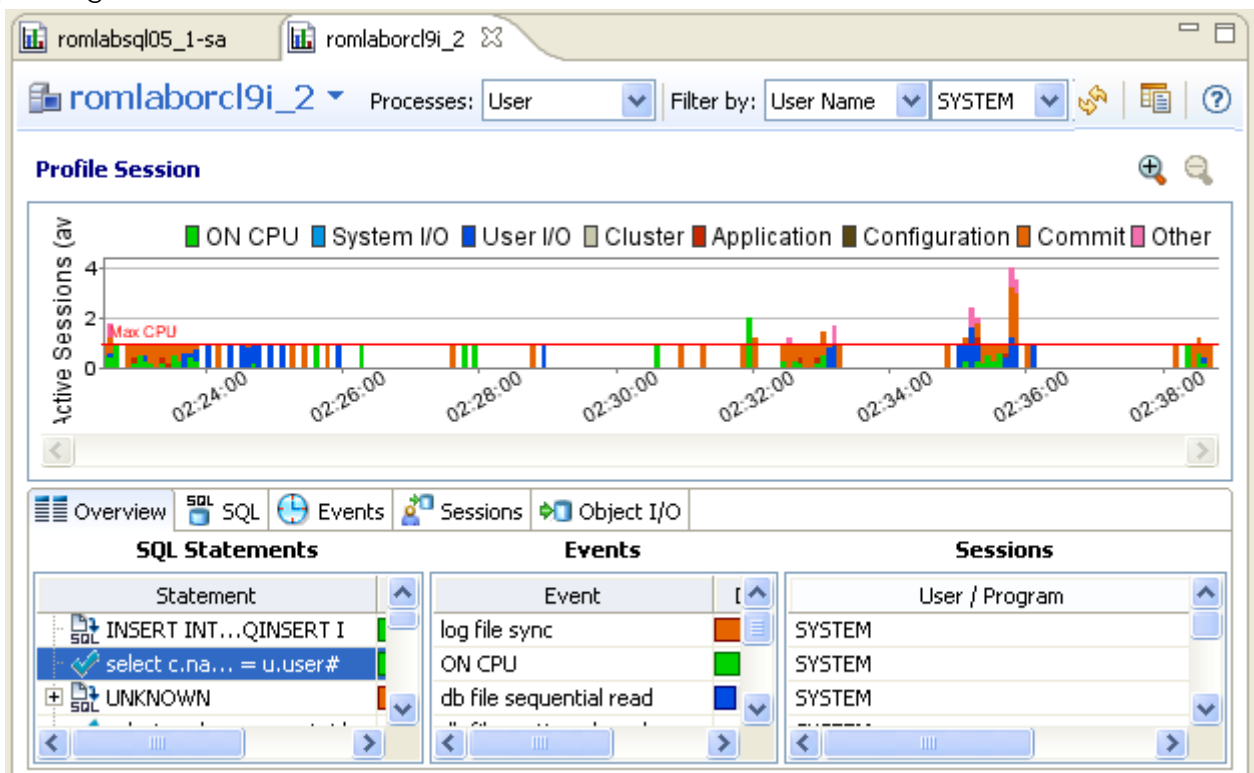 romlabsql05_1-sa romlaborcl9i_2
romlaborcl9i_2 Processes: User Filter by: User Name SYSTEM
Profile Session
Active Sessions (av
ON CPU System I/O User I/O Cluster Application Configuration Commit Other
4
2
Max CPU
0
02:24:00 02:26:00 02:28:00 02:30:00 02:32:00 02:34:00 02:36:00 02:38:00
Overview SQL SQL Events Sessions Object I/O
SQL Statements Events Sessions
Statement Event User / Program
SQL INSERT INT...QINSERT I log file sync SYSTEM
select c.na... = u.user# ON CPU SYSTEM
SQL UNKNOWN db file sequential read SYSTEM